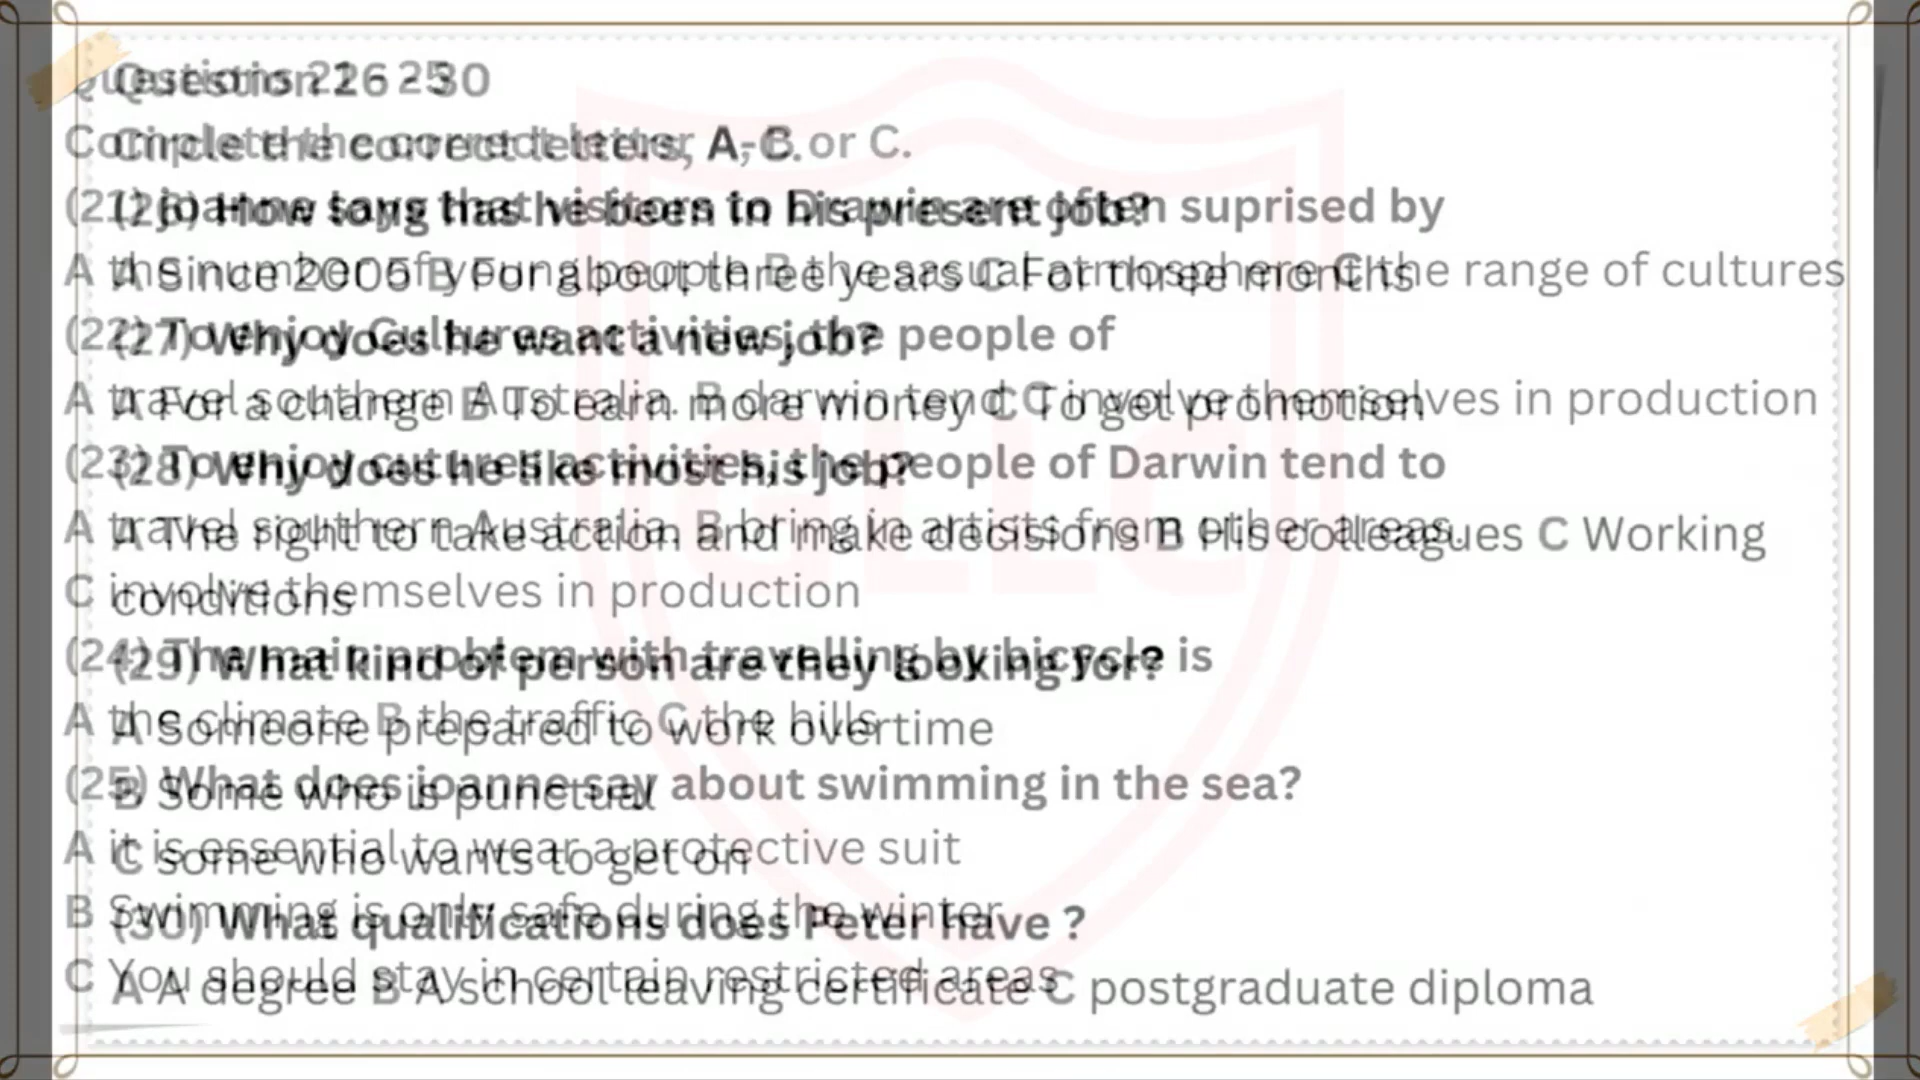 Questions 21 - 25
Complete the correct letters, A-C.
(21) joanne says that visitors to Drawin are often suprised by
A the number of young people B the sasual atmosphere C the range of cultures
(22) To enjoy Cultures activities, the people of
A travel southern Australia. B darwin tend C involve themselves in production
(23) To enjoy cultures activities, the people of Darwin tend to
A travel southern Australia. B bring in artists from other areas.
C involve themselves in production
(24) The main problem with travelling by bicycle is
A the climate B the traffic C the hills
(25) What does joanne say about swimming in the sea?
A it is essential to wear a protective suit
B Swimming is only safe during the winter
C You should stay in certain restricted areas
Question 26 - 30
Circle the correct letter A, B or C.
(26) How long has he been in his present job?
A Since 2005 B For about three years C For three months
(27) Why does he want a new job?
A For a change B To earn more money C To get promotion
(28) Why does he like most his job?
A The right to take action and make decisions B His colleagues C Working
conditions
(29) What kind of person are they looking for?
A Someone prepared to work overtime
B Some who is punctual
C some who wants to get on
(30) What qualifications does Peter have ?
A A degree B A school leaving certificate C postgraduate diploma